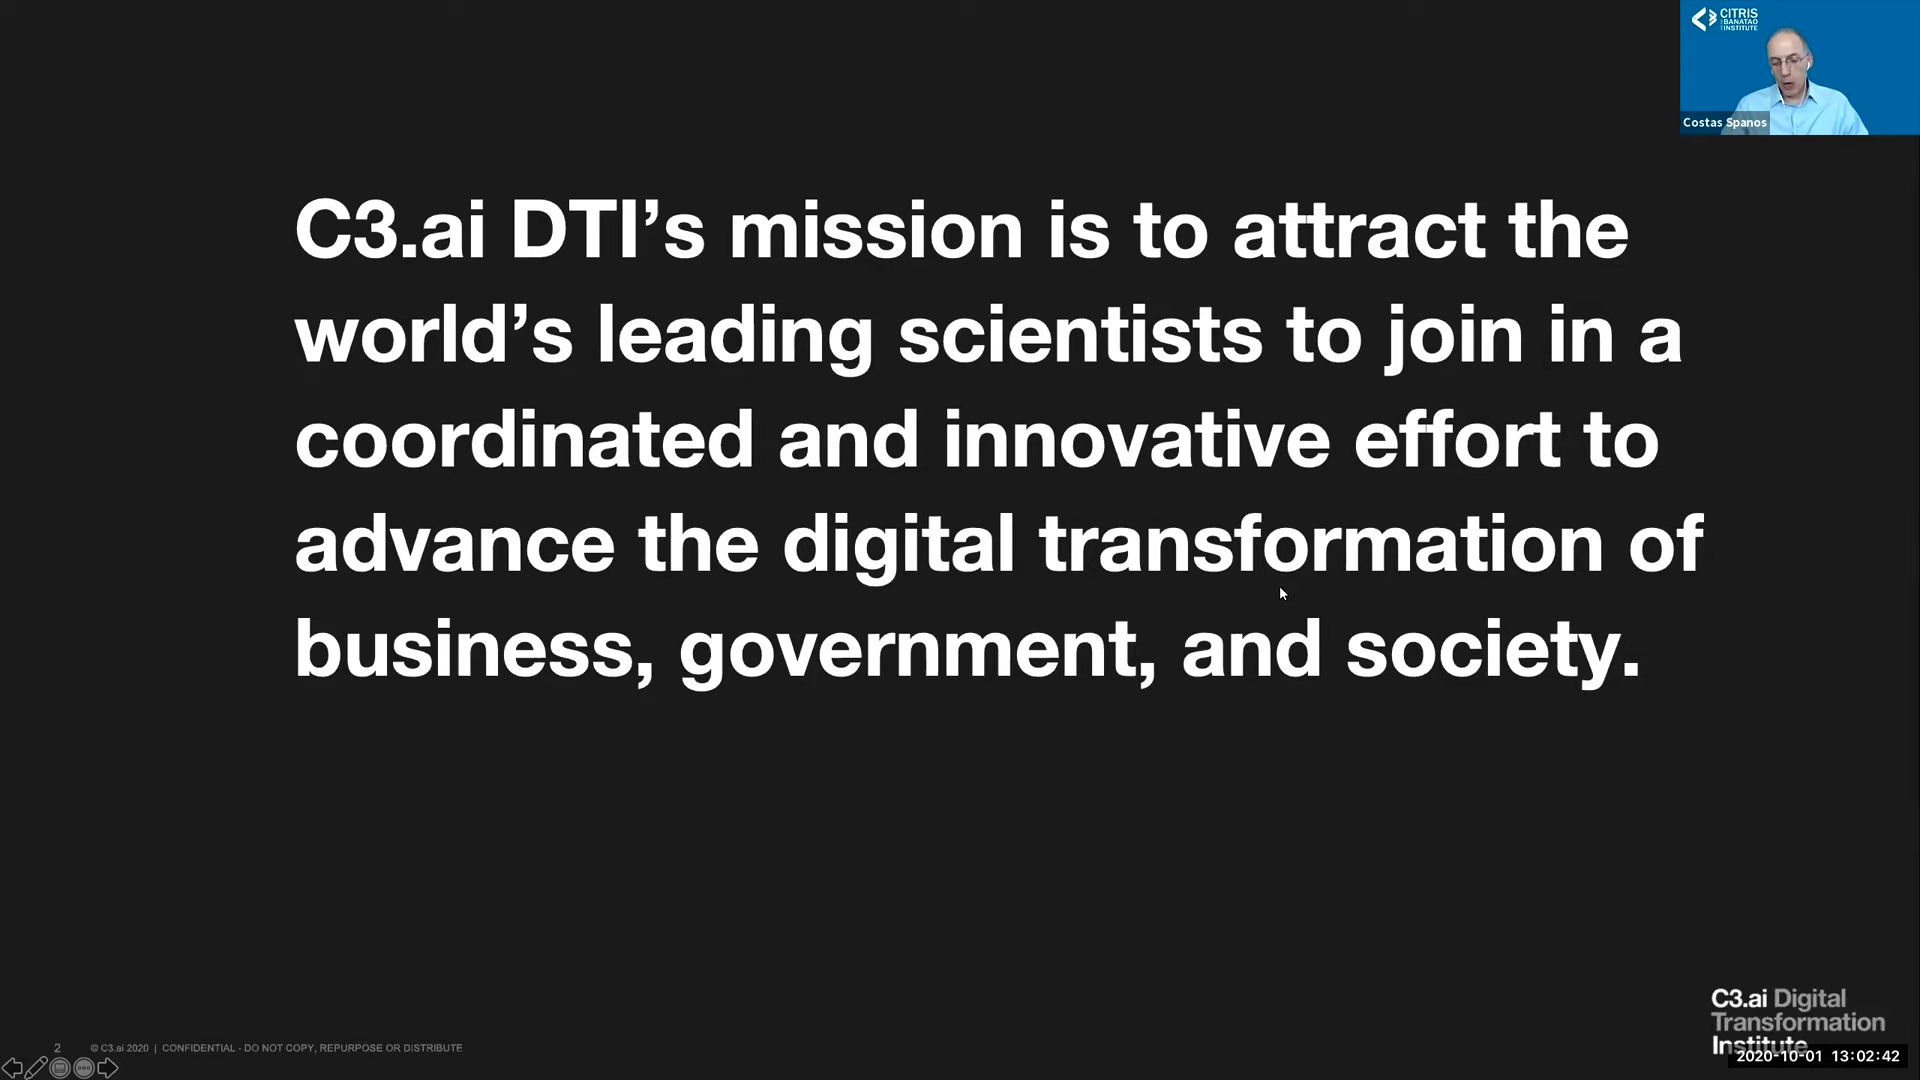 CITRIS
BANATAO
INSTITUTE
Costas Spanos
C3.ai DTI’s mission is to attract the
world’s leading scientists to join in a
coordinated and innovative effort to
advance the digital transformation of
business, government, and society.
C3.ai Digital
Transformation
Institute
2 © C3.ai 2020 | CONFIDENTIAL - DO NOT COPY, REPURPOSE OR DISTRIBUTE
2020-10-01 13:02:42